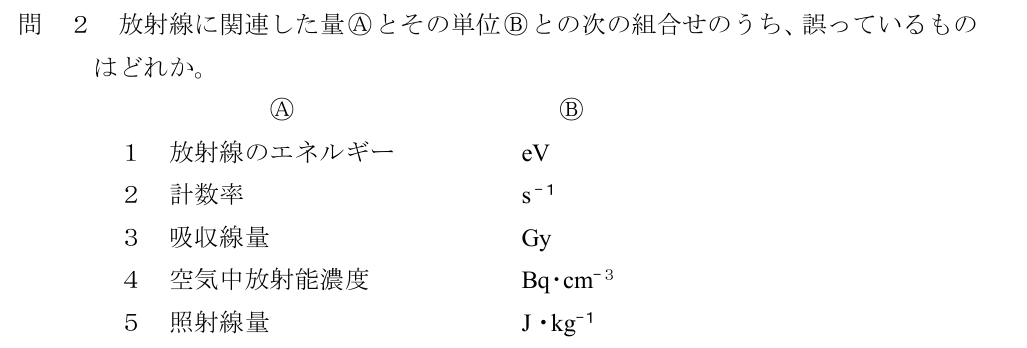 問 2 放射線に関連した量Ⓐとその単位Ⓑとの次の組合せのうち、誤っているもの
はどれか。
Ⓐ Ⓑ
1 放射線のエネルギー eV
2 計数率 s⁻¹
3 吸収線量 Gy
4 空気中放射能濃度 Bq・cm⁻³
5 照射線量 J・kg⁻¹